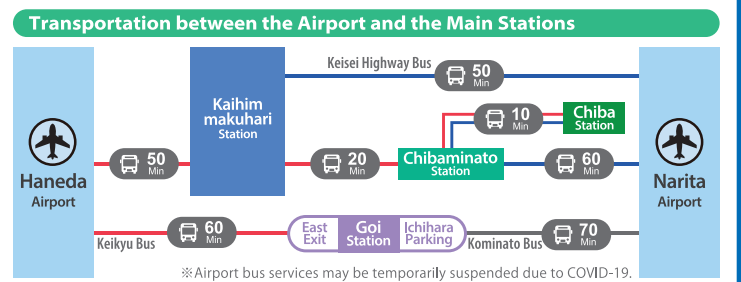 Transportation between the Airport and the Main Stations
Keisei Highway Bus
50
Min
Kaihim
makuhari
Station
10
Min
Chiba
Station
Haneda
Airport
50
Min
20
Min
Chibaminato
Station
60
Min
Narita
Airport
Keikyu Bus
60
Min
East
Exit
Goi
Station
Ichihara
Parking
Kominato Bus
70
Min
※Airport bus services may be temporarily suspended due to COVID-19.